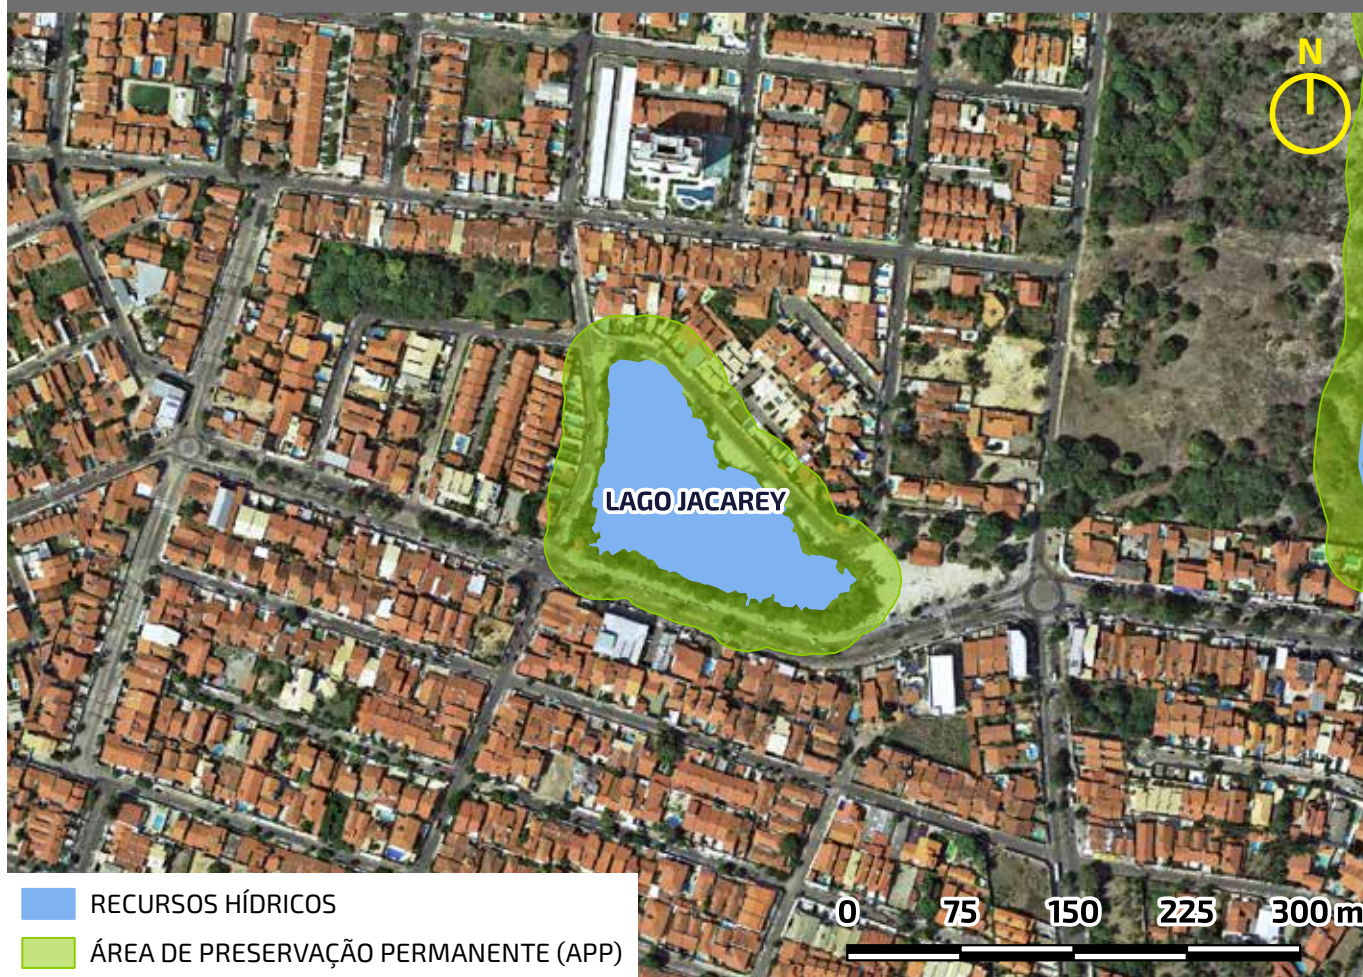 N
LAGO JACAREY
0 75 150 225 300 m
RECURSOS HÍDRICOS
ÁREA DE PRESERVAÇÃO PERMANENTE (APP)